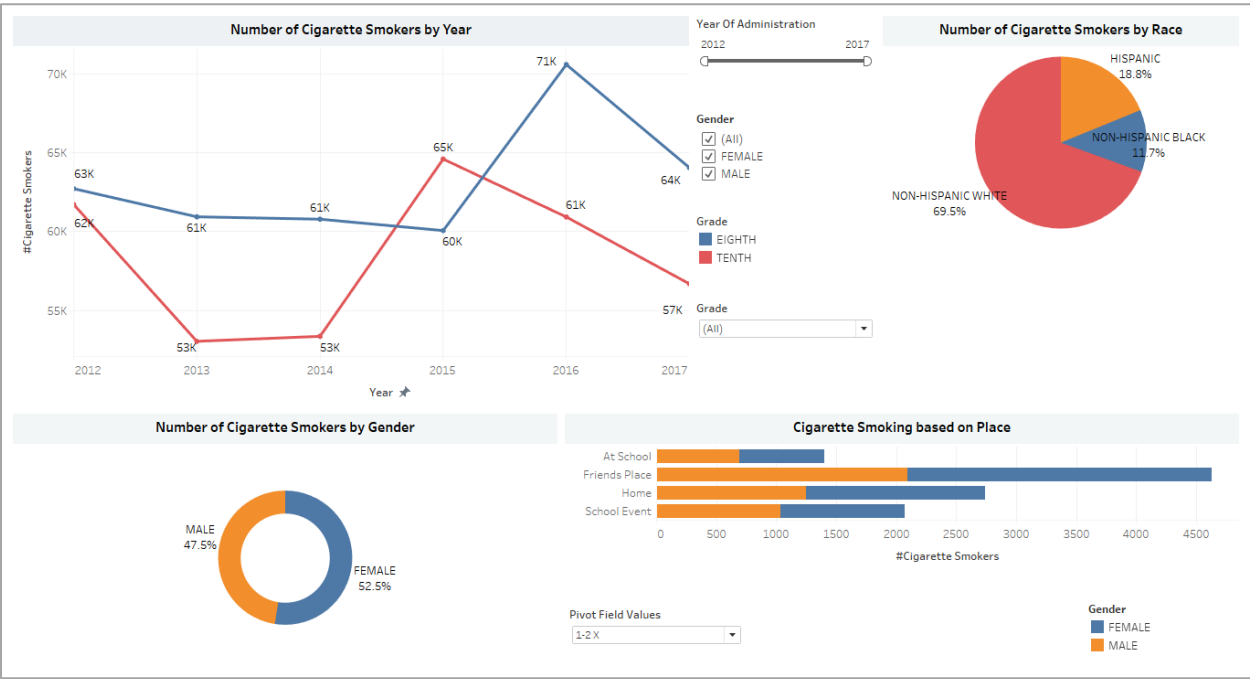 Number of Cigarette Smokers by Year
70K
65K
60K
55K
#Cigarette Smokers
63K
61K
61K
60K
71K
64K
62K
53K
53K
65K
61K
57K
2012
2013
2014
2015
2016
2017
Year
Year Of Administration
2012
2017
Gender
(All)
FEMALE
MALE
Grade
EIGHTH
TENTH
Grade
(All)
Number of Cigarette Smokers by Race
HISPANIC
18.8%
NON-HISPANIC BLACK
11.7%
NON-HISPANIC WHITE
69.5%
Number of Cigarette Smokers by Gender
MALE
47.5%
FEMALE
52.5%
Cigarette Smoking based on Place
At School
Friends Place
Home
School Event
0
500
1000
1500
2000
2500
3000
3500
4000
4500
#Cigarette Smokers
Pivot Field Values
1-2 X
Gender
FEMALE
MALE